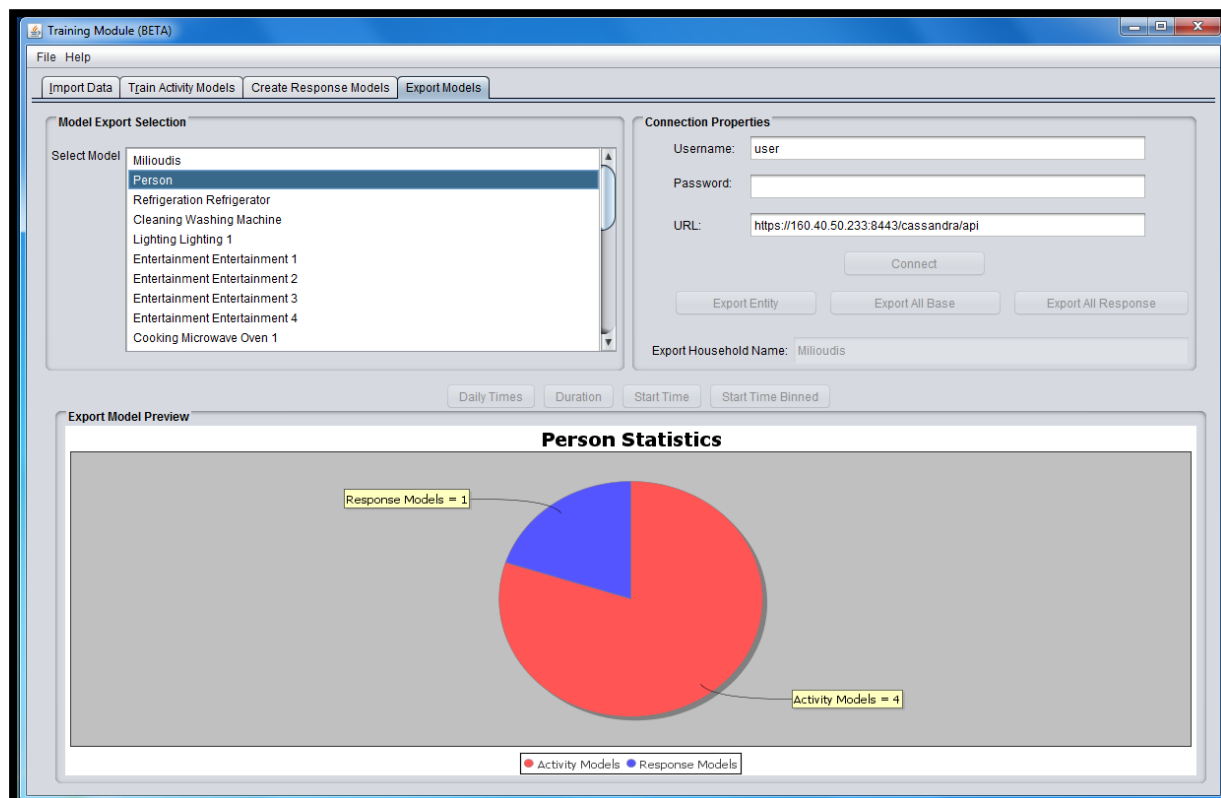 Training Module (BETA)
File Help
Import Data Train Activity Models Create Response Models Export Models
Model Export Selection
Select Model
Milioudis
Person
Refrigeration Refrigerator
Cleaning Washing Machine
Lighting Lighting 1
Entertainment Entertainment 1
Entertainment Entertainment 2
Entertainment Entertainment 3
Entertainment Entertainment 4
Cooking Microwave Oven 1
Connection Properties
Username: user
Password:
URL: https://160.40.50.233:8443/cassandra/api
Connect
Export Entity Export All Base Export All Response
Export Household Name: Milioudis
Daily Times Duration Start Time Start Time Binned
Export Model Preview
Person Statistics
Response Models = 1
Activity Models = 4
Activity Models Response Models